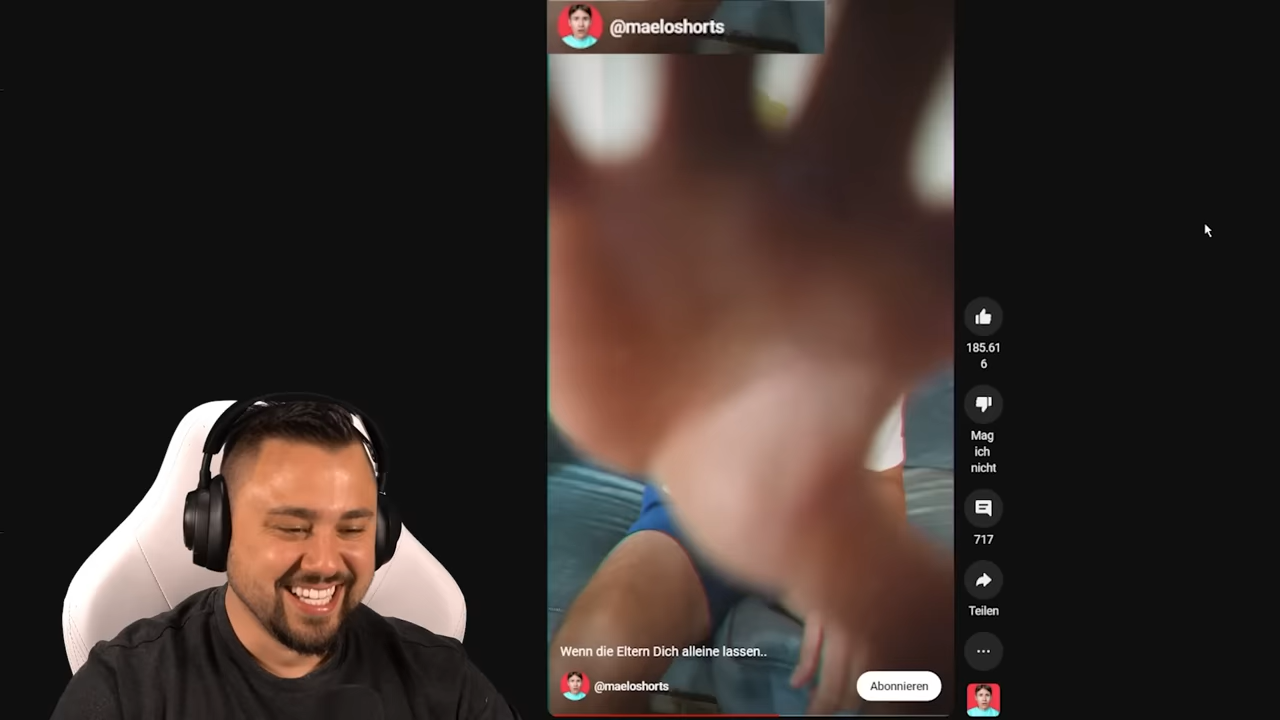 @maeloshorts
185.61
6
Mag
ich
nicht
717
Teilen
Wenn die Eltern Dich alleine lassen..
@maeloshorts
Abonnieren